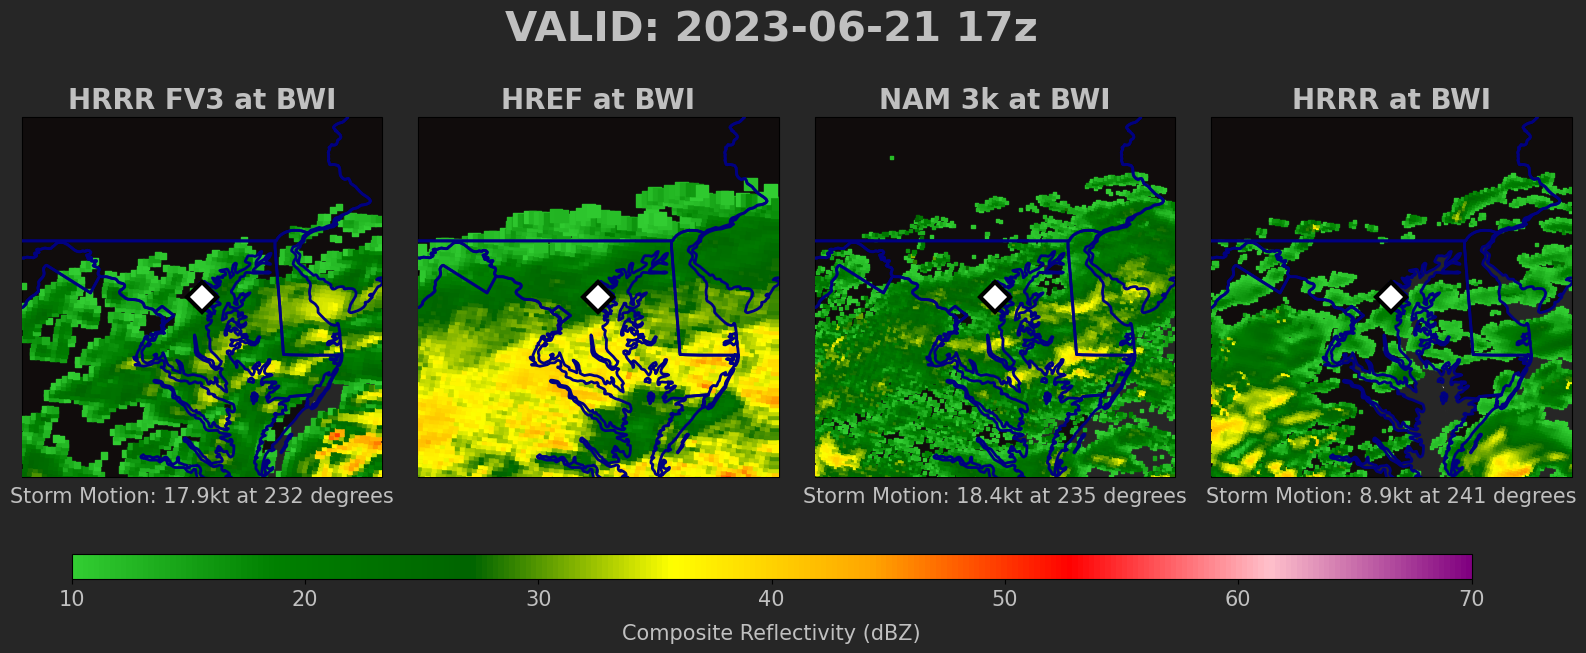 VALID: 2023-06-21 17z
HRRR FV3 at BWI
HREF at BWI
NAM 3k at BWI
HRRR at BWI
Storm Motion: 17.9kt at 232 degrees
Storm Motion: 18.4kt at 235 degrees
Storm Motion: 8.9kt at 241 degrees
10 20 30 40 50 60 70
Composite Reflectivity (dBZ)